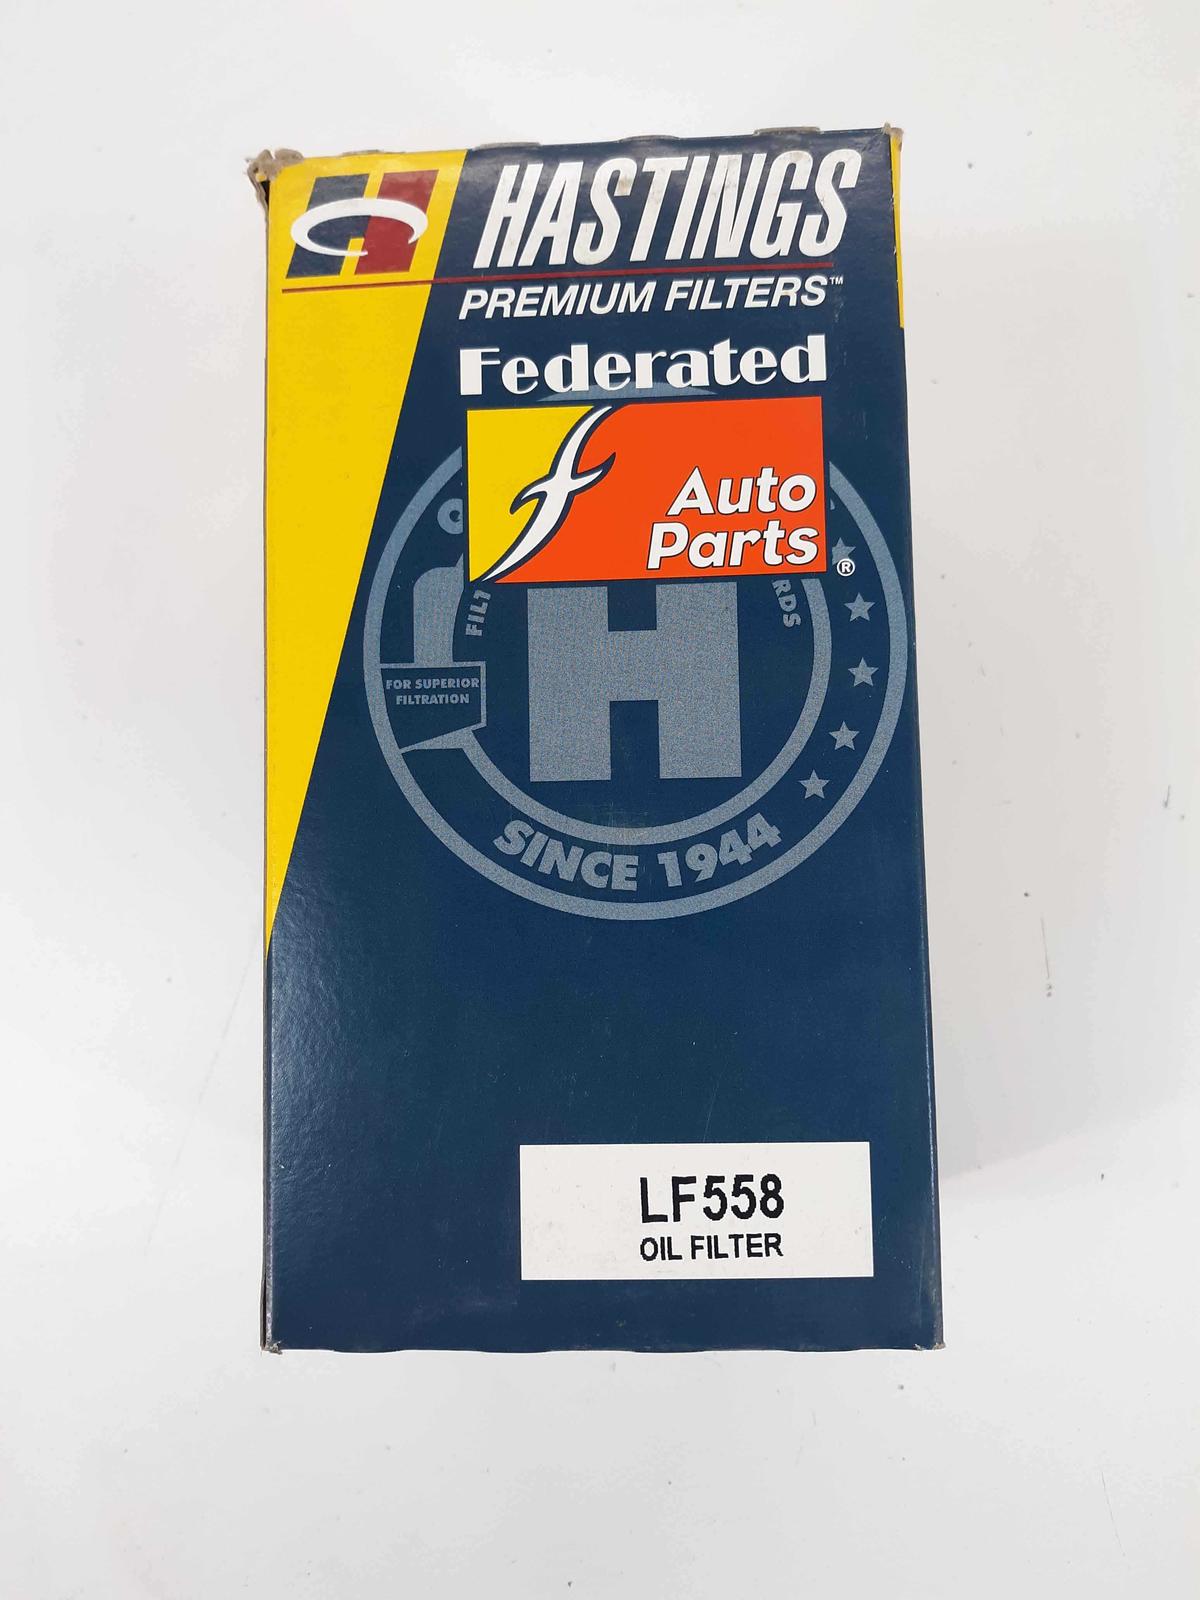 HASTINGS
PREMIUM FILTERS™
Federated
Auto
Parts
®
FOR SUPERIOR
FILTRATION
H
SINCE 1944
LF558
OIL FILTER